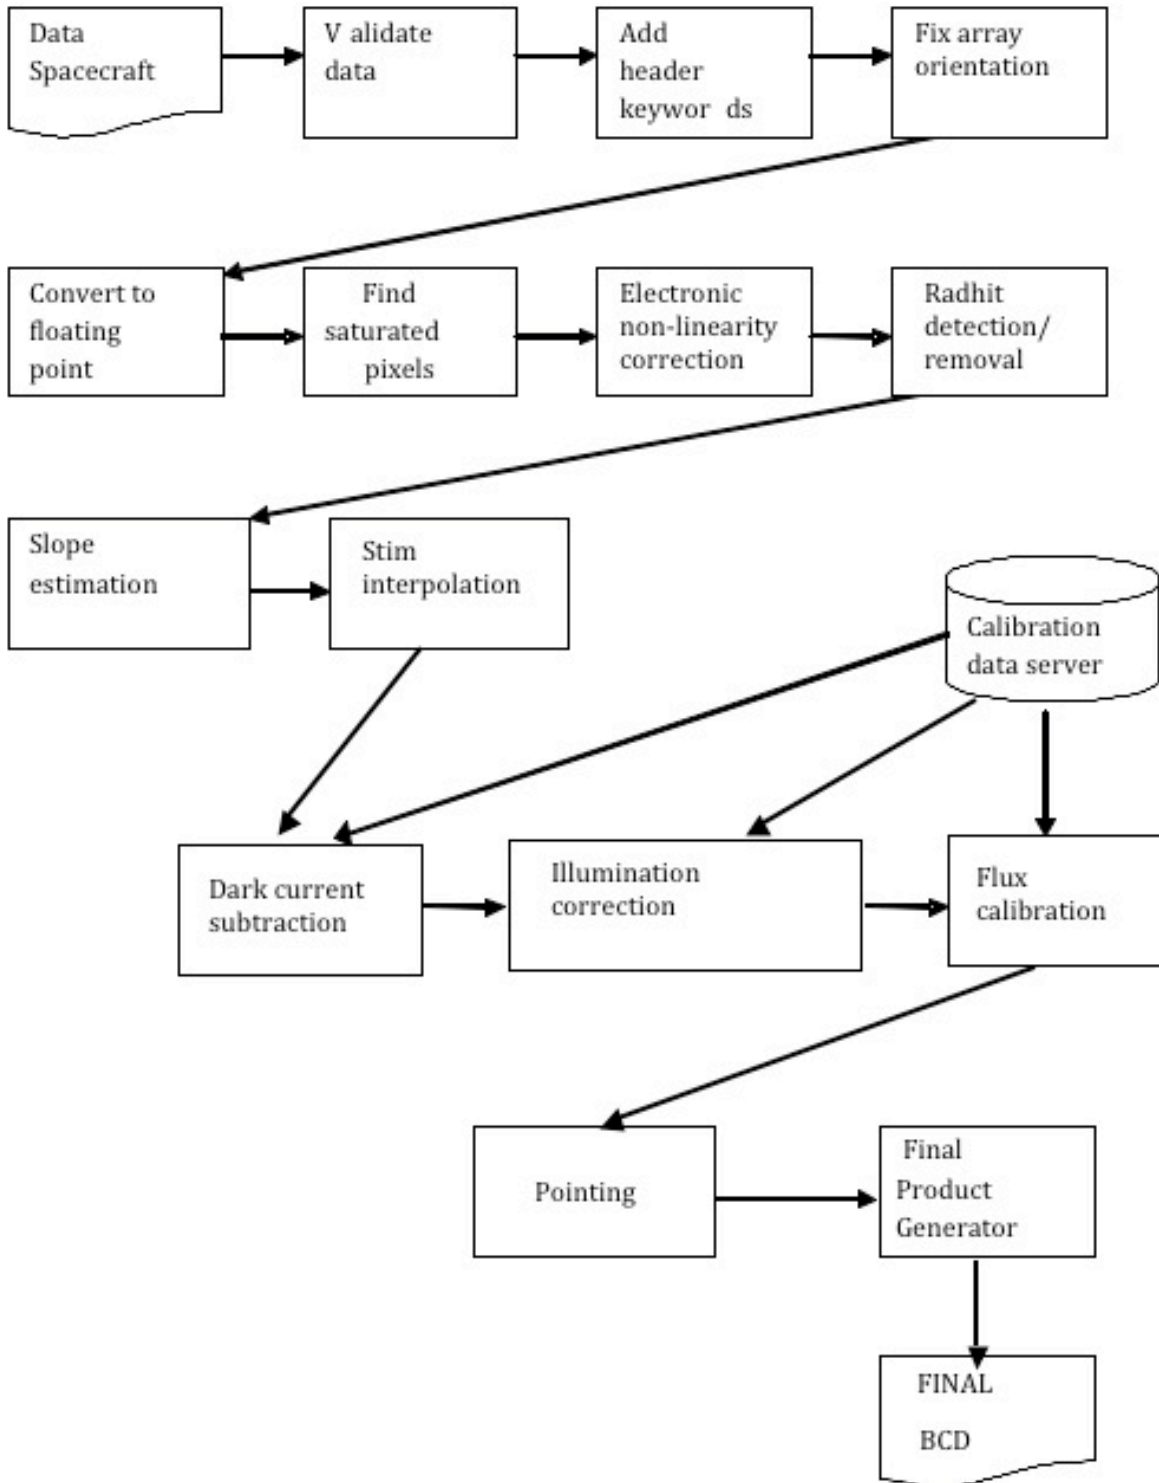 Data
Spacecraft
V alidate
data
Add
header
keywor ds
Fix array
orientation
Convert to
floating
point
Find
saturated
pixels
Electronic
non-linearity
correction
Radhit
detection/
removal
Slope
estimation
Stim
interpolation
Calibration
data server
Dark current
subtraction
Illumination
correction
Flux
calibration
Pointing
Final
Product
Generator
FINAL
BCD